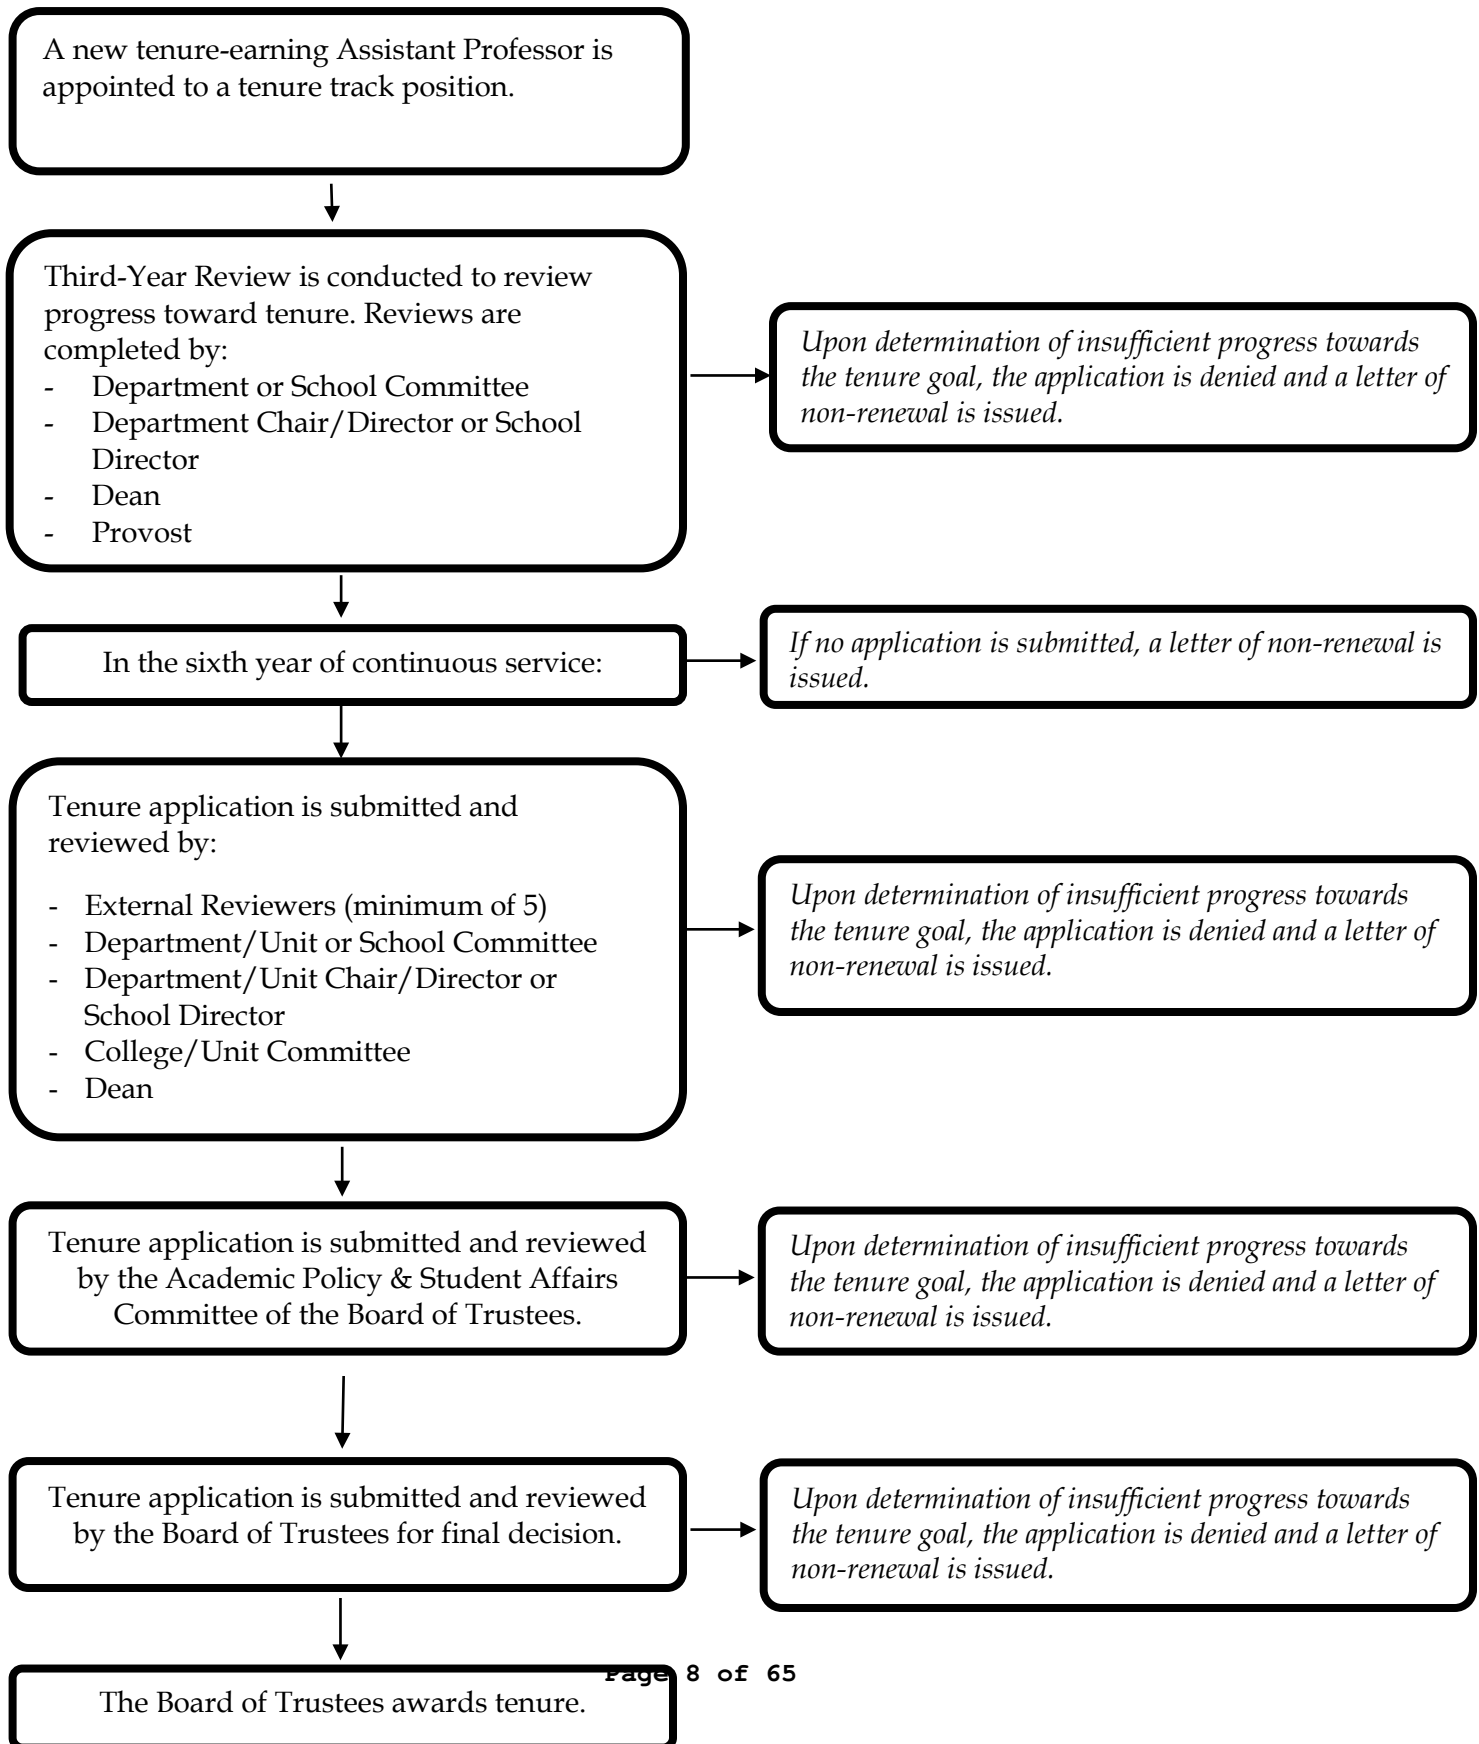 A new tenure-earning Assistant Professor is
appointed to a tenure track position.
Third-Year Review is conducted to review
progress toward tenure. Reviews are
completed by:
- Department or School Committee
- Department Chair/Director or School
Director
- Dean
- Provost
Upon determination of insufficient progress towards
the tenure goal, the application is denied and a letter of
non-renewal is issued.
In the sixth year of continuous service:
If no application is submitted, a letter of non-renewal is
issued.
Tenure application is submitted and
reviewed by:
- External Reviewers (minimum of 5)
- Department/Unit or School Committee
- Department/Unit Chair/Director or
School Director
- College/Unit Committee
- Dean
Upon determination of insufficient progress towards
the tenure goal, the application is denied and a letter of
non-renewal is issued.
Tenure application is submitted and reviewed
by the Academic Policy & Student Affairs
Committee of the Board of Trustees.
Upon determination of insufficient progress towards
the tenure goal, the application is denied and a letter of
non-renewal is issued.
Tenure application is submitted and reviewed
by the Board of Trustees for final decision.
Upon determination of insufficient progress towards
the tenure goal, the application is denied and a letter of
non-renewal is issued.
Page 8 of 65
The Board of Trustees awards tenure.